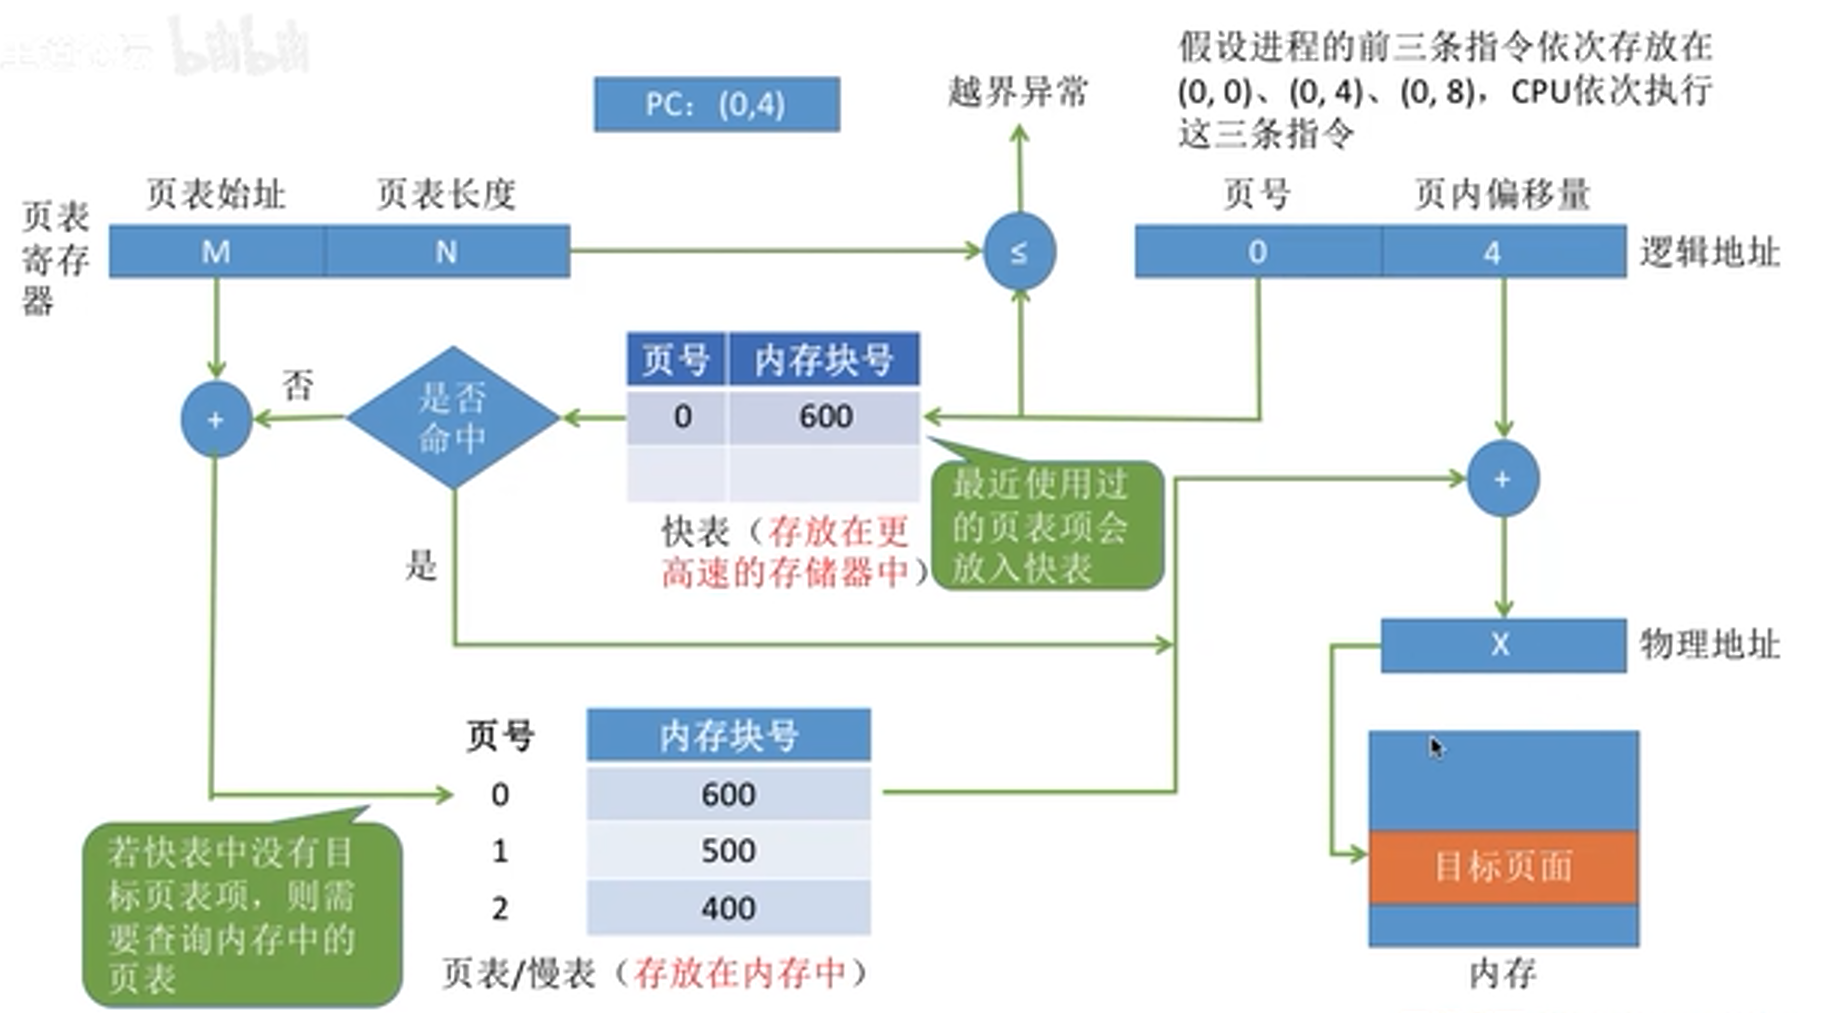 bilibili
假设进程的前三条指令依次存放在
(0, 0)、(0, 4)、(0, 8)，CPU依次执行
这三条指令
PC: (0,4)
越界异常
页表始址 页表长度
页表
寄存
器
M N
≤
页号 页内偏移量
0 4
逻辑地址
+
否
是否
命中
页号 内存块号
0 600
快表（存放在更
高速的存储器中）
最近使用过
的页表项会
放入快表
+
是
X
物理地址
页号 内存块号
0 600
1 500
2 400
页表/慢表（存放在内存中）
若快表中没有目
标页表项，则需
要查询内存中的
页表
目标页面
内存